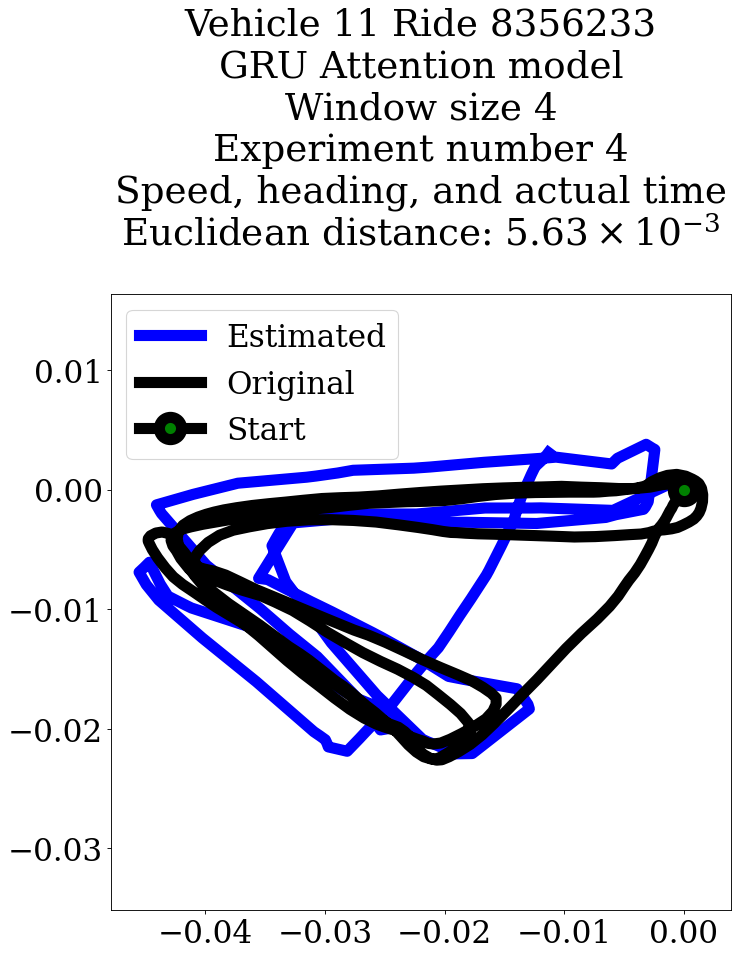 Vehicle 11 Ride 8356233
GRU Attention model
Window size 4
Experiment number 4
Speed, heading, and actual time
Euclidean distance: 5.63 × 10⁻³
Estimated
Original
Start
0.01
0.00
−0.01
−0.02
−0.03
−0.04 −0.03 −0.02 −0.01 0.00